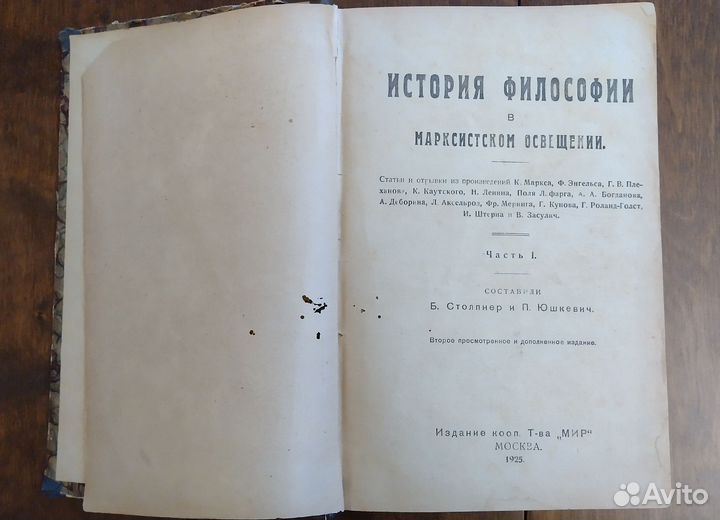 ИСТОРИЯ ФИЛОСОФИИ
В
МАРКСИСТСКОМ ОСВЕЩЕНИИ.
Статьи и отрывки из произведений К. Маркса, Ф. Энгельса, Г. В. Пле-
ханова, К. Каутского, Н. Ленина, Поля Лафарга, А. А. Богданова,
А. Деборина, Л. Аксельрод, Фр. Меринга, Г. Кунова, Г. Роланд-Гольст,
И. Штерна и В. Засулич.
Часть I.
СОСТАВИЛИ
Б. Столпнер и П. Юшкевич.
Второе просмотренное и дополненное издание.
Издание кооп. Т-ва „МИР“
МОСКВА.
1925.
Avito